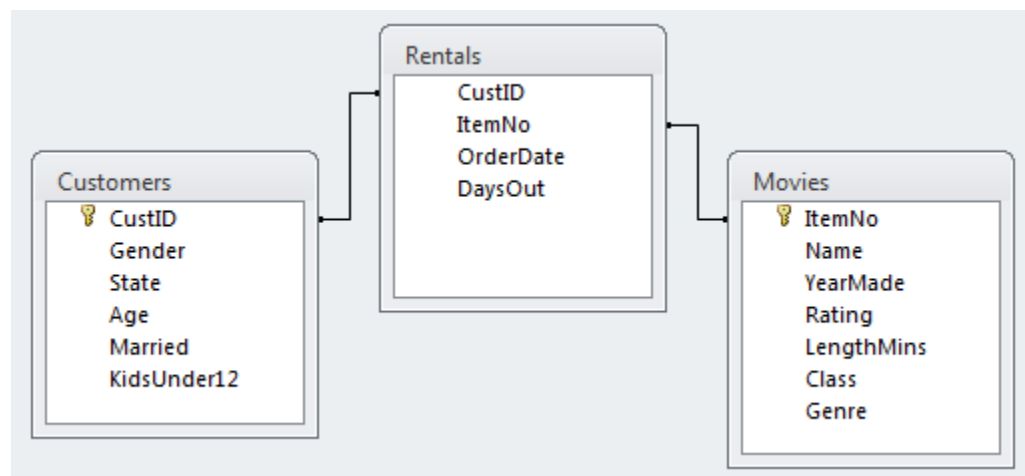 Rentals
CustID
ItemNo
OrderDate
DaysOut
Customers
CustID
Gender
State
Age
Married
KidsUnder12
Movies
ItemNo
Name
YearMade
Rating
LengthMins
Class
Genre